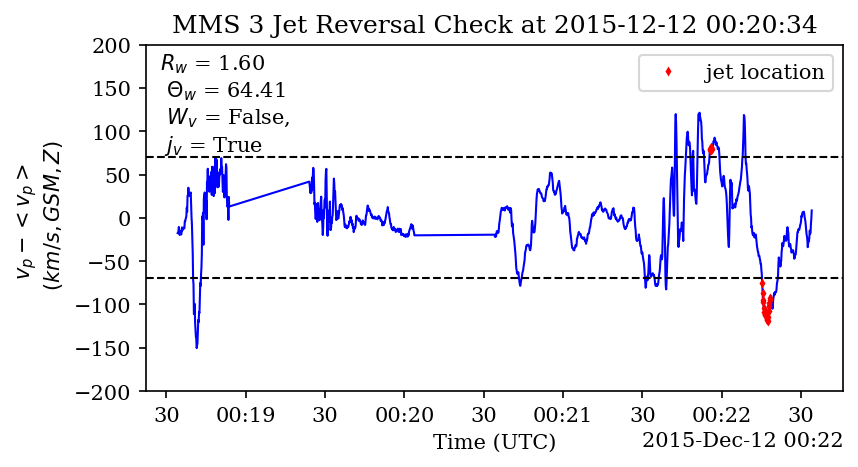 MMS 3 Jet Reversal Check at 2015-12-12 00:20:34
R_w = 1.60
Θ_w = 64.41
W_v = False,
j_v = True
jet location
200
150
100
50
0
−50
−100
−150
−200
v_p − < v_p >
(km/s, GSM, Z)
30 00:19 30 00:20 30 00:21 30 00:22 30
Time (UTC)
2015-Dec-12 00:22